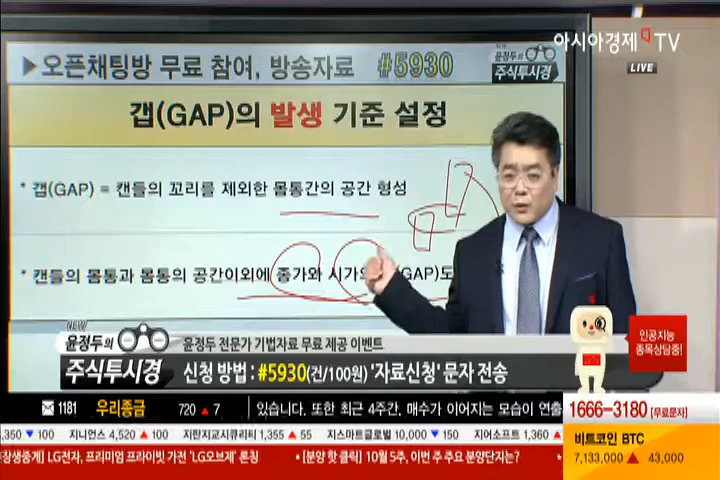 아시아경제 TV
LIVE
▶오픈채팅방 무료 참여, 방송자료 #5930
윤정두의
주식투시경
갭(GAP)의 발생 기준 설정
* 갭(GAP) = 캔들의 꼬리를 제외한 몸통간의 공간 형성
* 캔들의 몸통과 몸통의 공간이외에 종가와 시가의 (GAP)도
NEW
윤정두의
주식투시경
윤정두 전문가 기법자료 무료 제공 이벤트
신청 방법 : #5930(건/100원) '자료신청' 문자 전송
인공지능
종목상담중!
1181 우리종금 720 ▲ 7
있습니다. 또한 최근 4주간, 매수가 이어지는 모습이 연출
1666-3180 [무료문자]
,350 ▼ 100 지니언스 4,520 ▲ 100 지란지교시큐리티 1,355 ▲ 55 지스마트글로벌 10,000 ▼ 150 지어소프트 1,360 ▲
비트코인 BTC
7,133,000 ▲ 43,000
장생중계] LG전자, 프리미엄 프라이빗 가전 'LG오브제' 론칭 • [분양 핫 클릭] 10월 5주, 이번 주 주요 분양단지는?